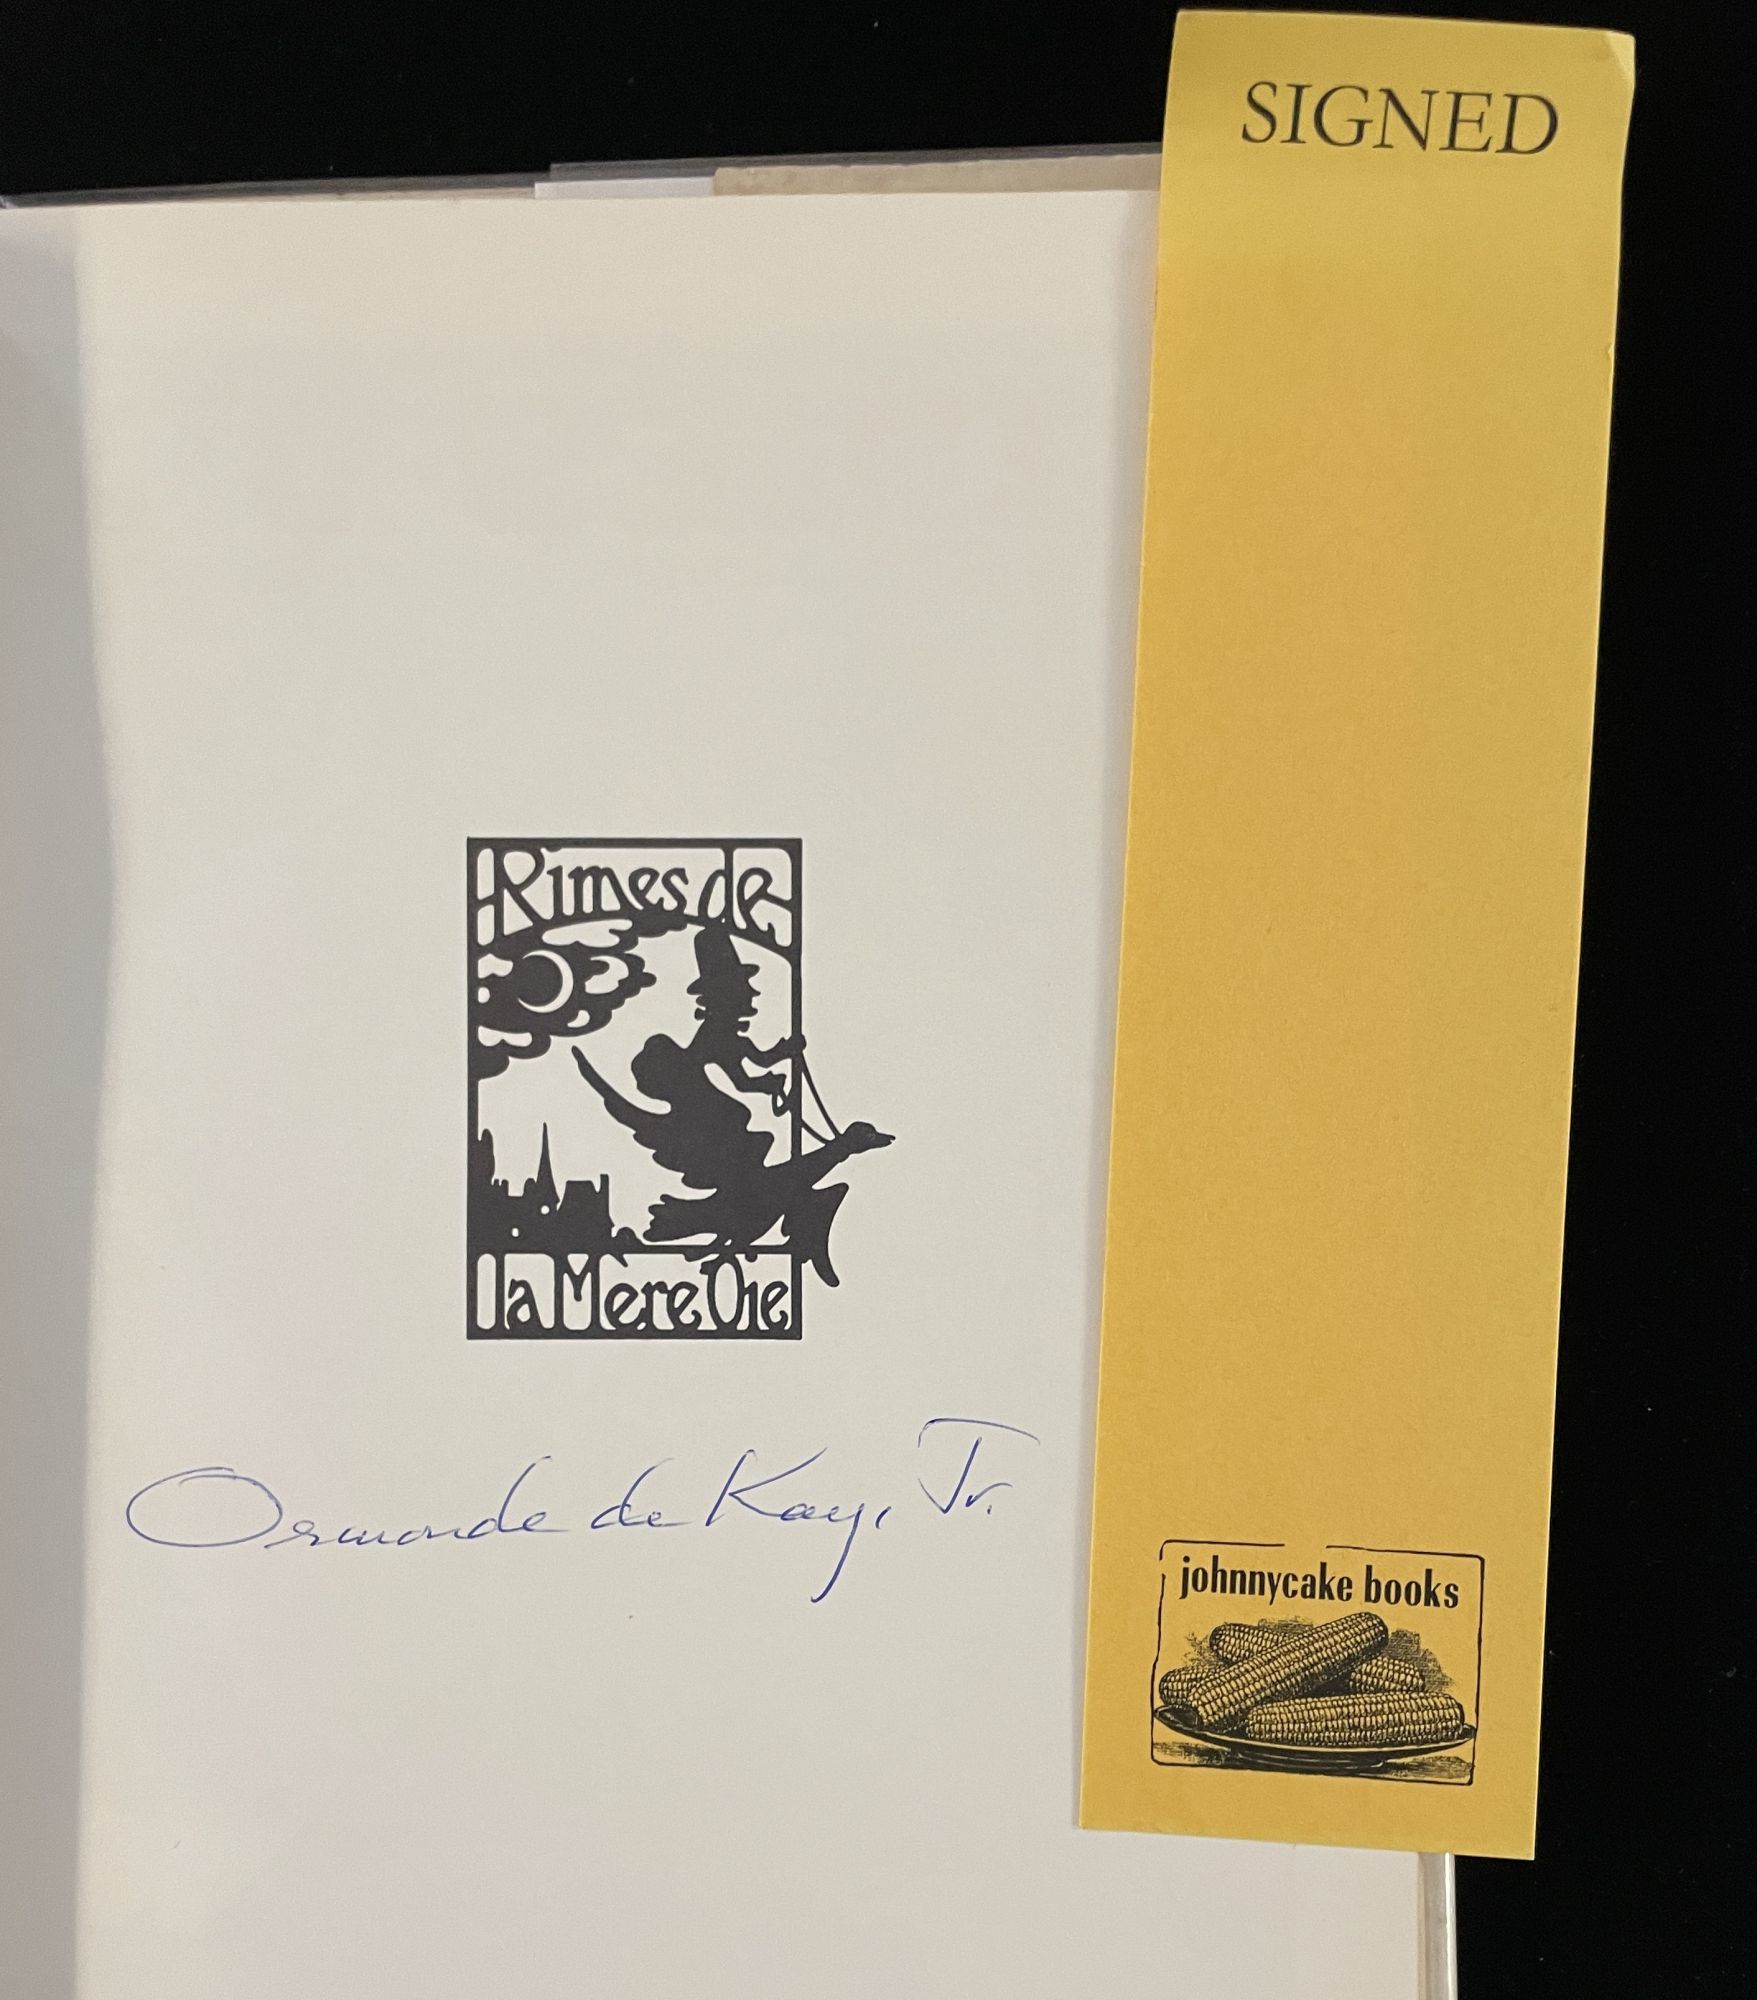 SIGNED
Rimes de
la Mère Oie
Ormonde de Kay, Jr.
johnnycake books